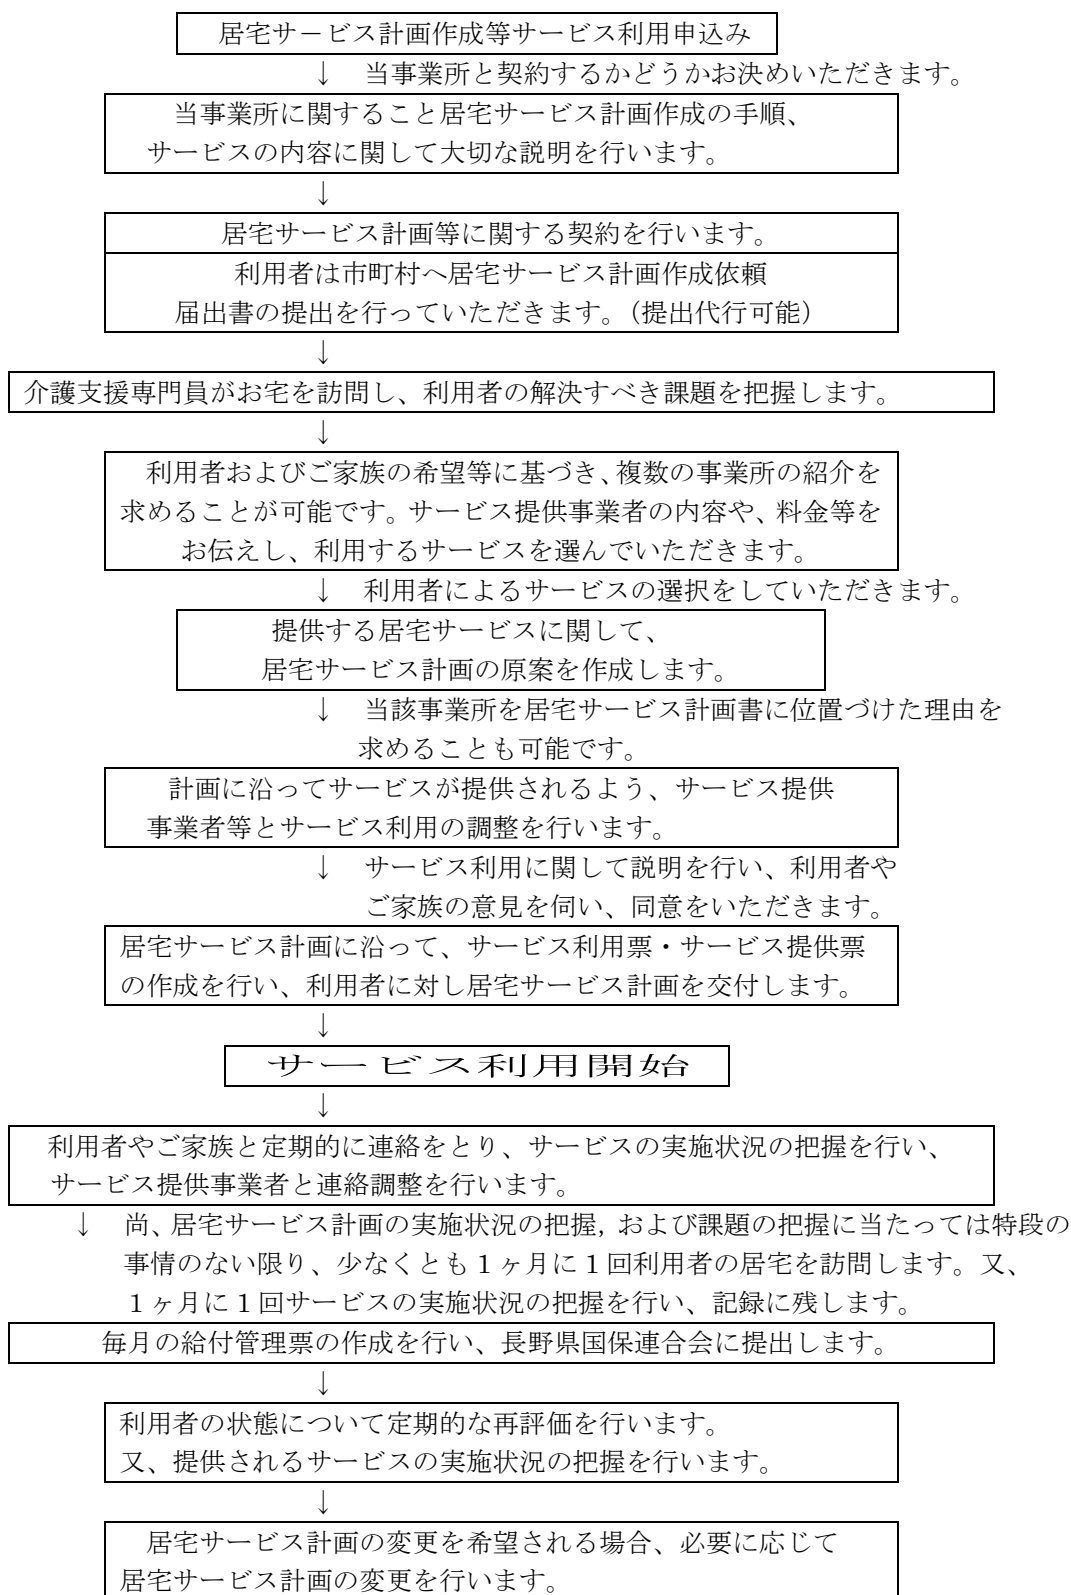 居宅サ－ビス計画作成等サービス利用申込み
↓ 当事業所と契約するかどうかお決めいただきます。
当事業所に関すること居宅サービス計画作成の手順、
サービスの内容に関して大切な説明を行います。
↓
居宅サービス計画等に関する契約を行います。
利用者は市町村へ居宅サービス計画作成依頼
届出書の提出を行っていただきます。（提出代行可能）
↓
介護支援専門員がお宅を訪問し、利用者の解決すべき課題を把握します。
↓
利用者およびご家族の希望等に基づき、複数の事業所の紹介を
求めることが可能です。サービス提供事業者の内容や、料金等を
お伝えし、利用するサービスを選んでいただきます。
↓ 利用者によるサービスの選択をしていただきます。
提供する居宅サービスに関して、
居宅サービス計画の原案を作成します。
↓ 当該事業所を居宅サービス計画書に位置づけた理由を
求めることも可能です。
計画に沿ってサービスが提供されるよう、サービス提供
事業者等とサービス利用の調整を行います。
↓ サービス利用に関して説明を行い、利用者や
ご家族の意見を伺い、同意をいただきます。
居宅サービス計画に沿って、サービス利用票・サービス提供票
の作成を行い、利用者に対し居宅サービス計画を交付します。
↓
サービス利用開始
↓
利用者やご家族と定期的に連絡をとり、サービスの実施状況の把握を行い、
サービス提供事業者と連絡調整を行います。
↓ 尚、居宅サービス計画の実施状況の把握,および課題の把握に当たっては特段の
事情のない限り、少なくとも１ヶ月に１回利用者の居宅を訪問します。又、
１ヶ月に１回サービスの実施状況の把握を行い、記録に残します。
毎月の給付管理票の作成を行い、長野県国保連合会に提出します。
↓
利用者の状態について定期的な再評価を行います。
又、提供されるサービスの実施状況の把握を行います。
↓
居宅サービス計画の変更を希望される場合、必要に応じて
居宅サービス計画の変更を行います。